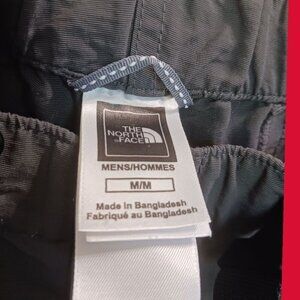 THE
NORTH
FACE
MENS/HOMMES
M/M
Made in Bangladesh
Fabriqué au Bangladesh